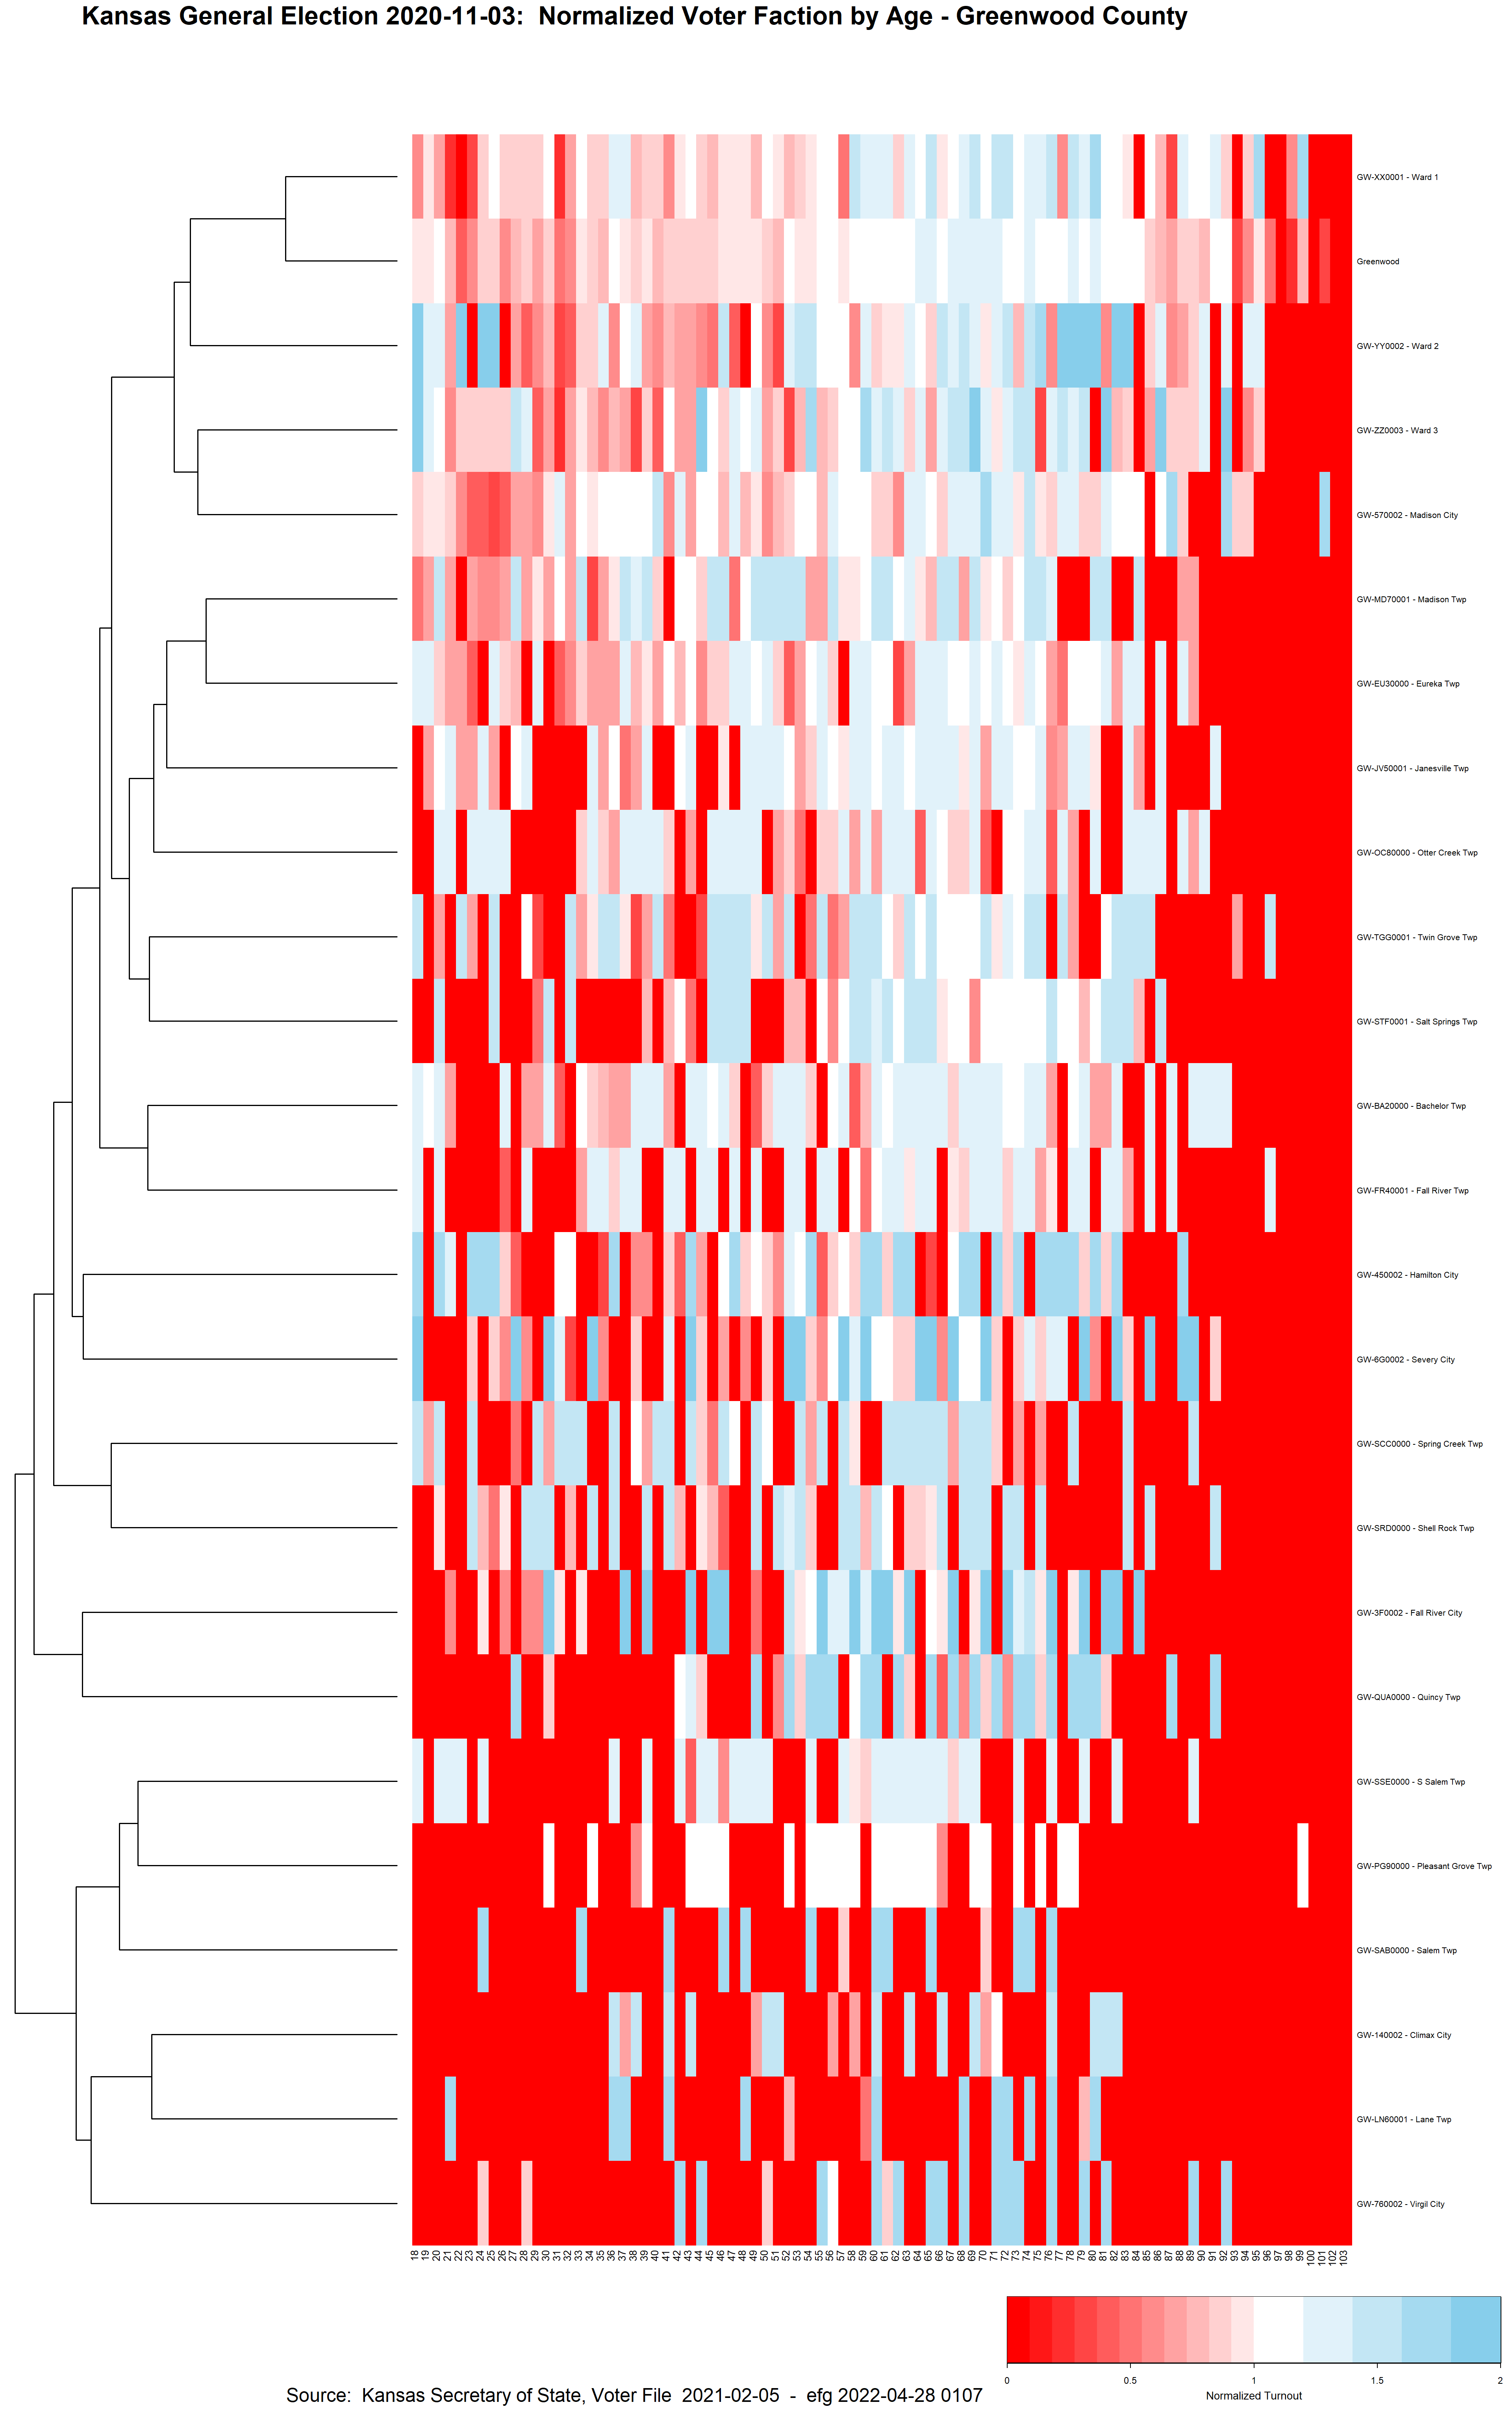 Kansas General Election 2020-11-03:  Normalized Voter Faction by Age - Greenwood County
GW-XX0001 - Ward 1
Greenwood
GW-YY0002 - Ward 2
GW-ZZ0003 - Ward 3
GW-570002 - Madison City
GW-MD70001 - Madison Twp
GW-EU30000 - Eureka Twp
GW-JV50001 - Janesville Twp
GW-OC80000 - Otter Creek Twp
GW-TGG0001 - Twin Grove Twp
GW-STF0001 - Salt Springs Twp
GW-BA20000 - Bachelor Twp
GW-FR40001 - Fall River Twp
GW-450002 - Hamilton City
GW-6G0002 - Severy City
GW-SCC0000 - Spring Creek Twp
GW-SRD0000 - Shell Rock Twp
GW-3F0002 - Fall River City
GW-QUA0000 - Quincy Twp
GW-SSE0000 - S Salem Twp
GW-PG90000 - Pleasant Grove Twp
GW-SAB0000 - Salem Twp
GW-140002 - Climax City
GW-LN60001 - Lane Twp
GW-760002 - Virgil City
18 19 20 21 22 23 24 25 26 27 28 29 30 31 32 33 34 35 36 37 38 39 40 41 42 43 44 45 46 47 48 49 50 51 52 53 54 55 56 57 58 59 60 61 62 63 64 65 66 67 68 69 70 71 72 73 74 75 76 77 78 79 80 81 82 83 84 85 86 87 88 89 90 91 92 93 94 95 96 97 98 99 100 101 102 103
0 0.5 1 1.5 2
Normalized Turnout
Source:  Kansas Secretary of State, Voter File  2021-02-05  -  efg 2022-04-28 0107